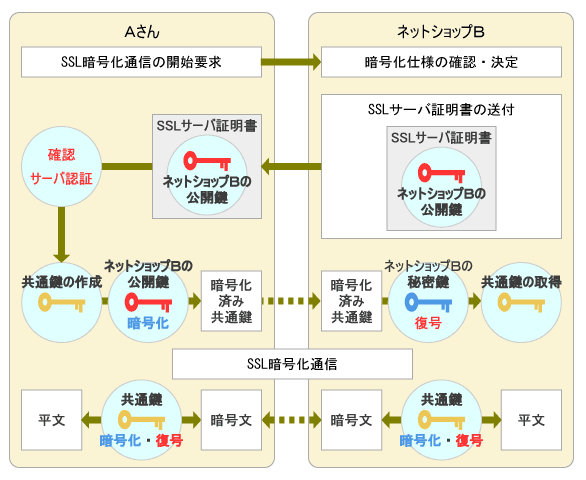 Aさん
ネットショップB
SSL暗号化通信の開始要求
暗号化仕様の確認・決定
SSLサーバ証明書の送付
SSLサーバ証明書
ネットショップBの
公開鍵
確認
サーバ認証
SSLサーバ証明書
ネットショップBの
公開鍵
共通鍵の作成
ネットショップBの
公開鍵
暗号化
暗号化
済み
共通鍵
暗号化
済み
共通鍵
ネットショップBの
秘密鍵
復号
共通鍵の取得
SSL暗号化通信
平文
共通鍵
暗号化・復号
暗号文
暗号文
共通鍵
暗号化・復号
平文